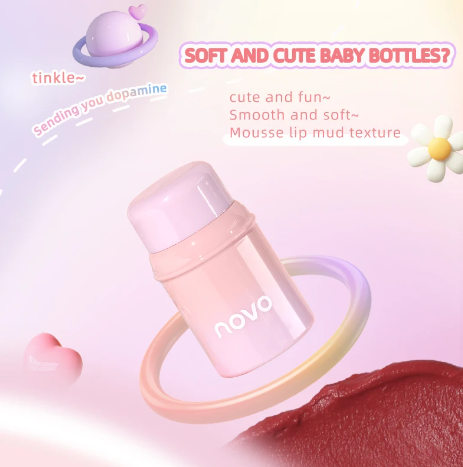 SOFT AND CUTE BABY BOTTLES?
tinkle~
Sending you dopamine
cute and fun~
Smooth and soft~
Mousse lip mud texture
novo